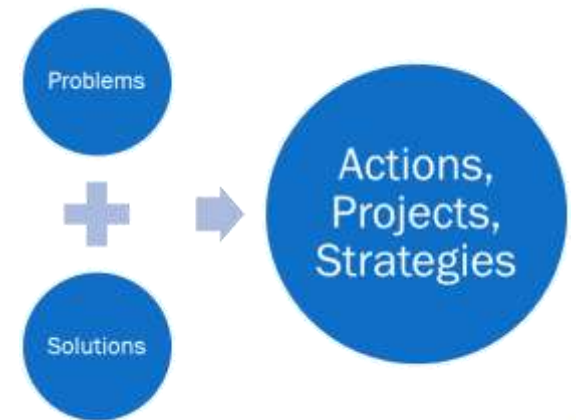 Problems
Solutions
Actions,
Projects,
Strategies